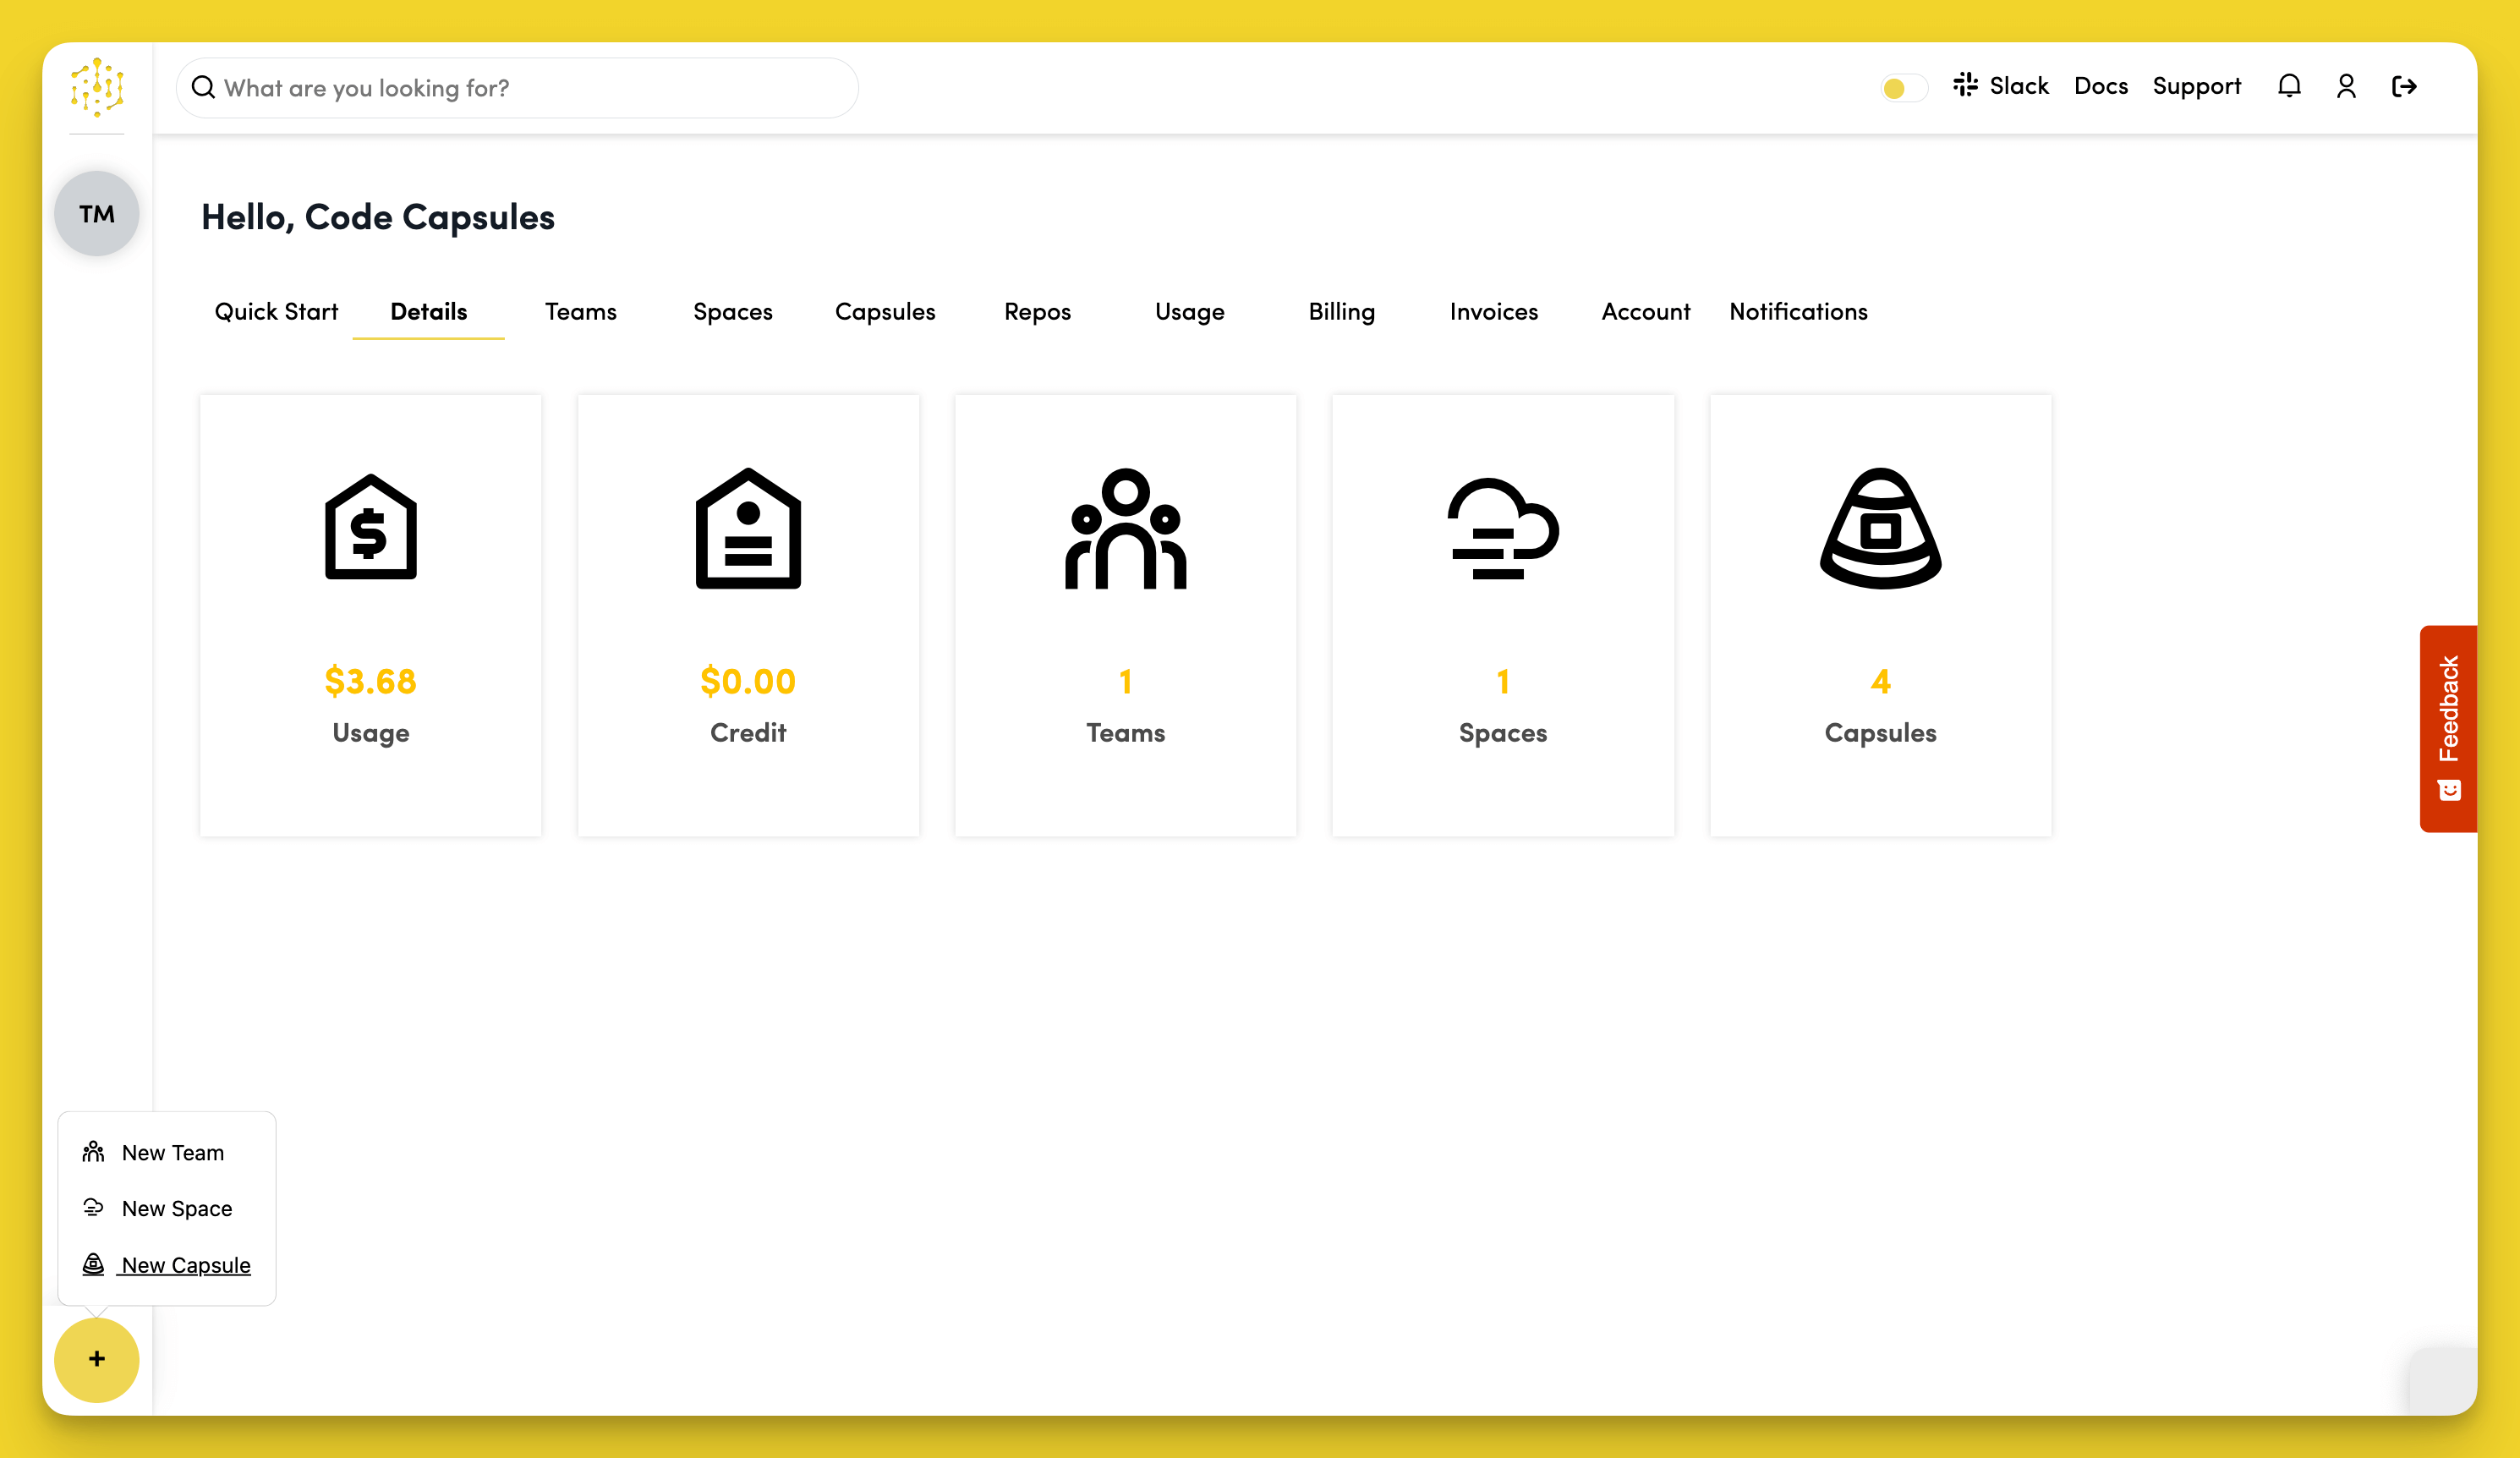 What are you looking for?
Slack Docs Support
TM
Hello, Code Capsules
Quick Start Details Teams Spaces Capsules Repos Usage Billing Invoices Account Notifications
$3.68 $0.00 1 1 4
Usage Credit Teams Spaces Capsules
Feedback
New Team
New Space
New Capsule
+